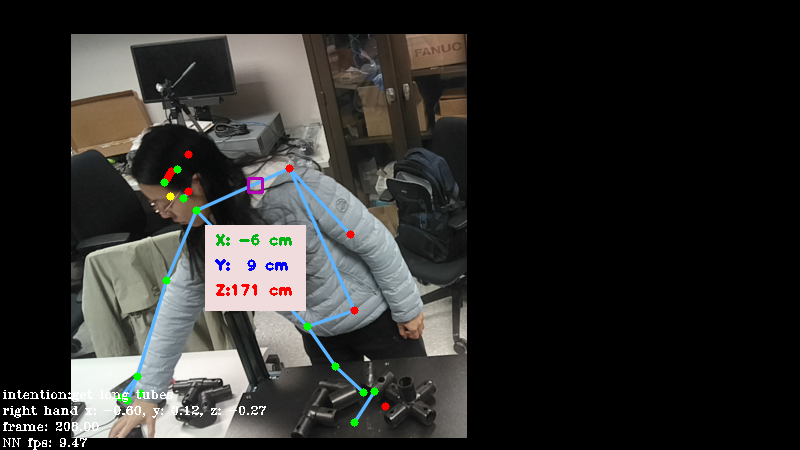 FANUC
X: -6 cm
Y: 9 cm
Z:171 cm
intention:get long tubes
right hand x: -0.60, y: 0.12, z: -0.27
frame: 208.00
NN fps: 9.47